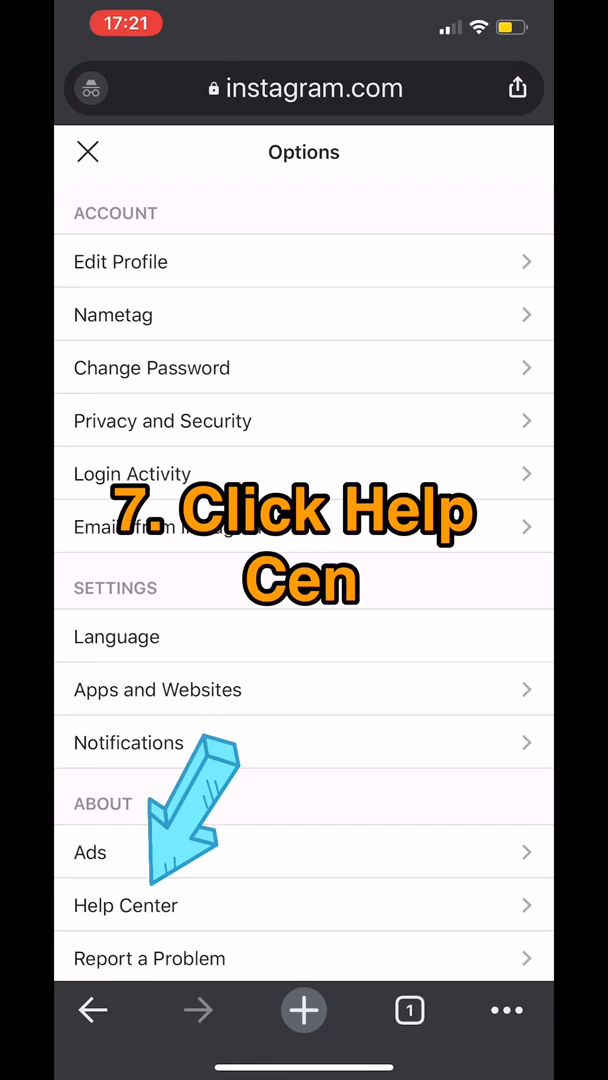 17:21
instagram.com
Options
ACCOUNT
Edit Profile
Nametag
Change Password
Privacy and Security
Login Activity
7. Click Help
Cen
SETTINGS
Language
Apps and Websites
Notifications
ABOUT
Ads
Help Center
Report a Problem
1